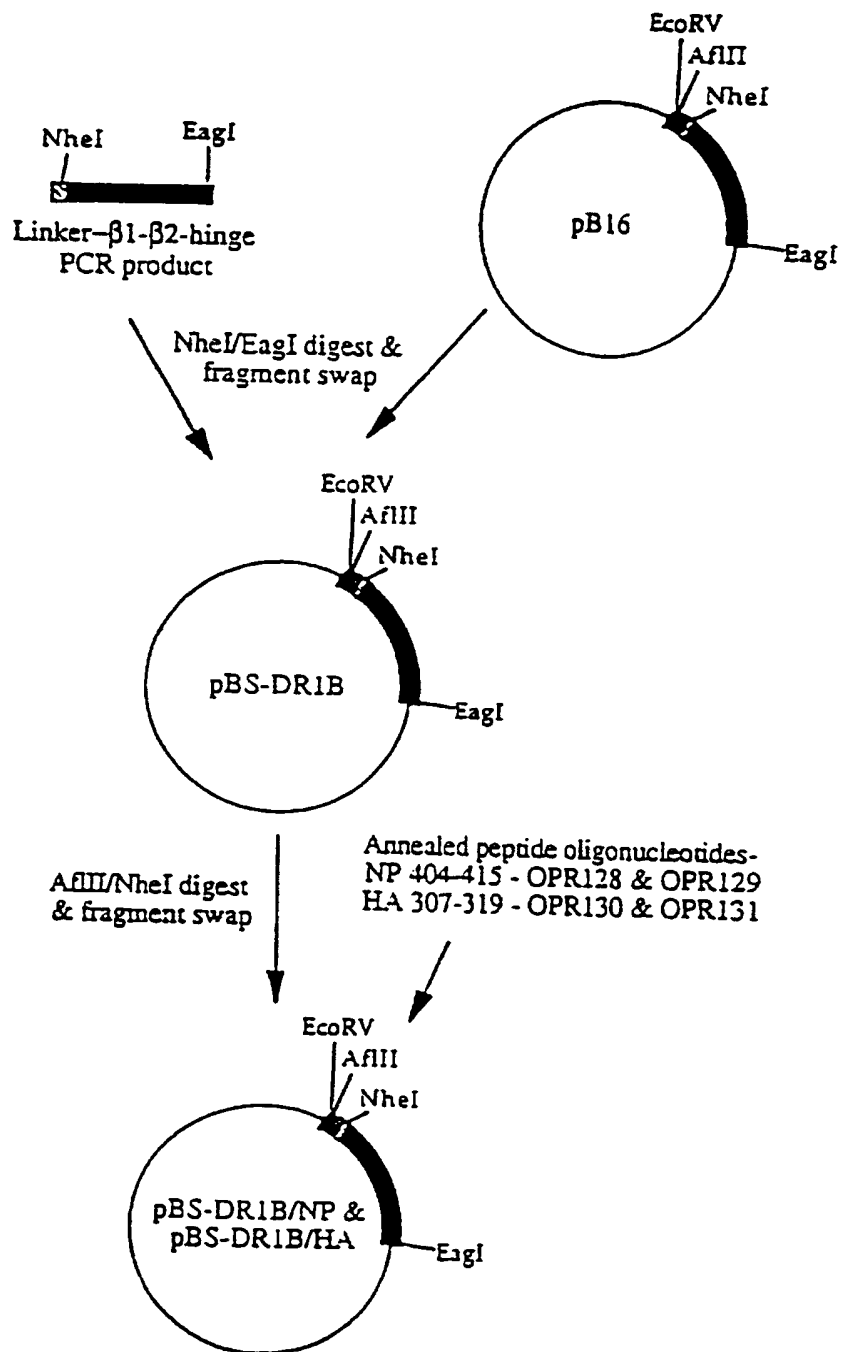 EcoRV
AflII
NheI
pB16
EagI
NheI
EagI
Linker–β1-β2-hinge
PCR product
NheI/EagI digest &
fragment swap
EcoRV
AflII
NheI
pBS-DR1B
EagI
AflII/NheI digest
& fragment swap
Annealed peptide oligonucleotides-
NP 404-415 - OPR128 & OPR129
HA 307-319 - OPR130 & OPR131
EcoRV
AflII
NheI
pBS-DR1B/NP &
pBS-DR1B/HA
EagI